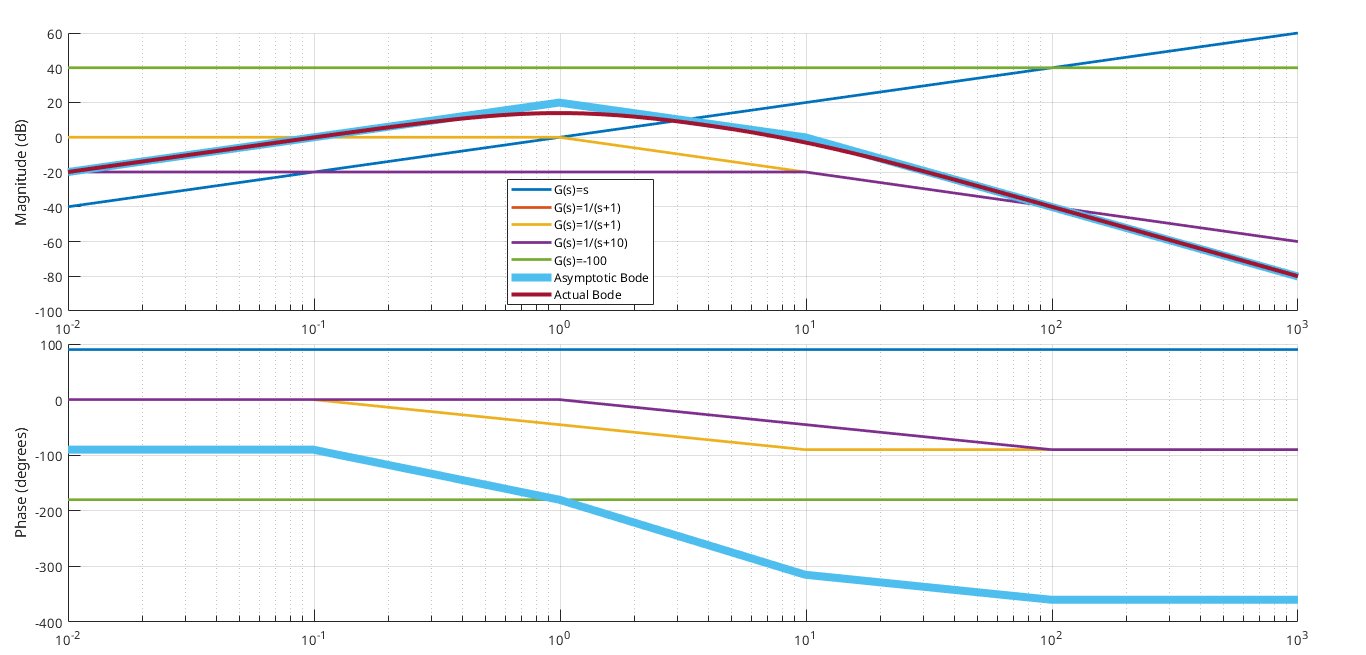 60
40
20
0
-20
-40
-60
-80
-100
Magnitude (dB)
G(s)=s
G(s)=1/(s+1)
G(s)=1/(s+1)
G(s)=1/(s+10)
G(s)=-100
Asymptotic Bode
Actual Bode
10^-2 10^-1 10^0 10^1 10^2 10^3
100
0
-100
-200
-300
-400
Phase (degrees)
10^-2 10^-1 10^0 10^1 10^2 10^3